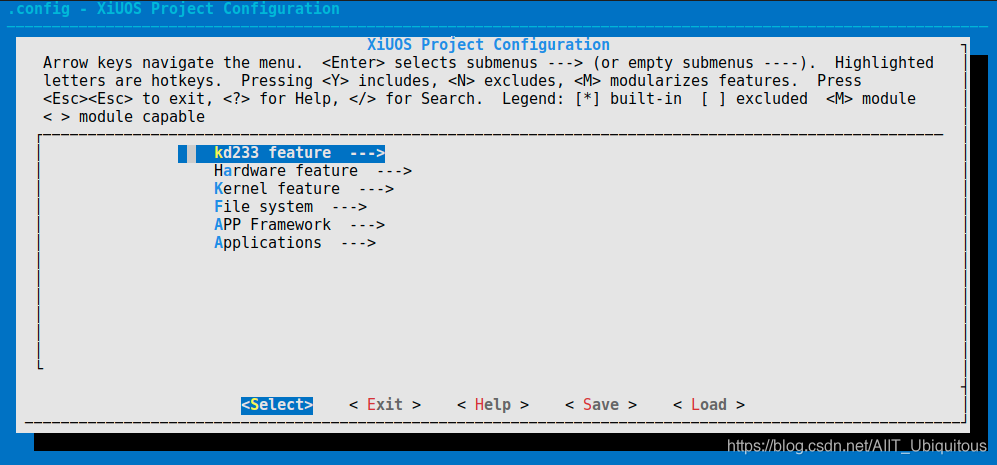 .config - XiUOS Project Configuration
XiUOS Project Configuration
Arrow keys navigate the menu.  <Enter> selects submenus ---> (or empty submenus ----).  Highlighted
letters are hotkeys.  Pressing <Y> includes, <N> excludes, <M> modularizes features.  Press
<Esc><Esc> to exit, <?> for Help, </> for Search.  Legend: [*] built-in  [ ] excluded  <M> module
< > module capable
kd233 feature  --->
Hardware feature  --->
Kernel feature  --->
File system  --->
APP Framework  --->
Applications  --->
<Select>    < Exit >    < Help >    < Save >    < Load >
https://blog.csdn.net/AIIT_Ubiquitous